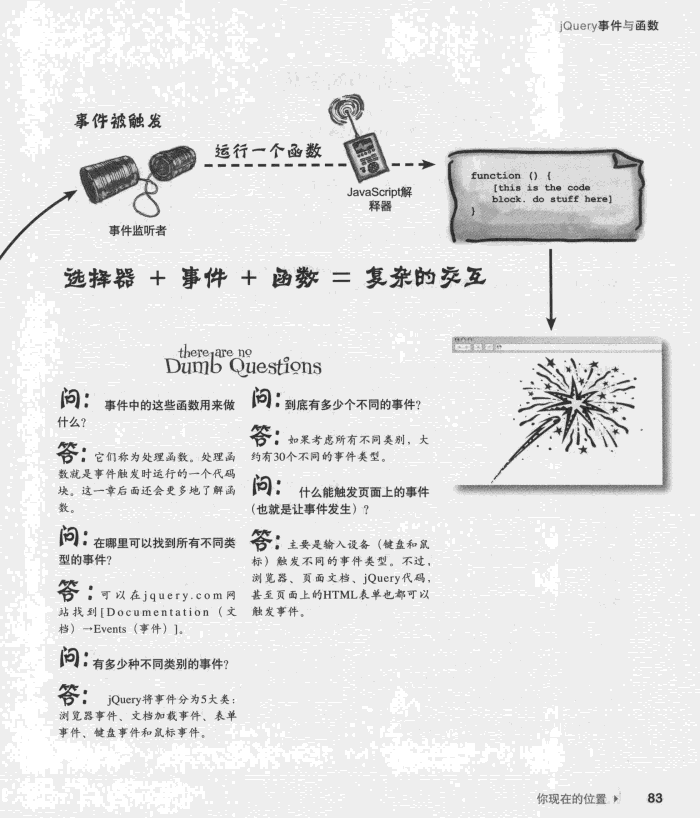 jQuery事件与函数
事件被触发
运行一个函数
事件监听者
JavaScript解
释器
function () {
[this is the code
block. do stuff here]
}
选择器 + 事件 + 函数 = 复杂的交互
there are no
Dumb Questions
问：事件中的这些函数用来做
什么？
答：它们称为处理函数。处理函
数就是事件触发时运行的一个代码
块。这一章后面还会更多地了解函
数。
问：在哪里可以找到所有不同类
型的事件？
答：可以在jquery.com网
站找到[Documentation（文
档）→Events（事件）]。
问：有多少种不同类别的事件？
答：jQuery将事件分为5大类：
浏览器事件、文档加载事件、表单
事件、键盘事件和鼠标事件。
问：到底有多少个不同的事件？
答：如果考虑所有不同类别，大
约有30个不同的事件类型。
问：什么能触发页面上的事件
（也就是让事件发生）？
答：主要是输入设备（键盘和鼠
标）触发不同的事件类型。不过，
浏览器、页面文档、jQuery代码，
甚至页面上的HTML表单也都可以
触发事件。
你现在的位置 ▸ 83